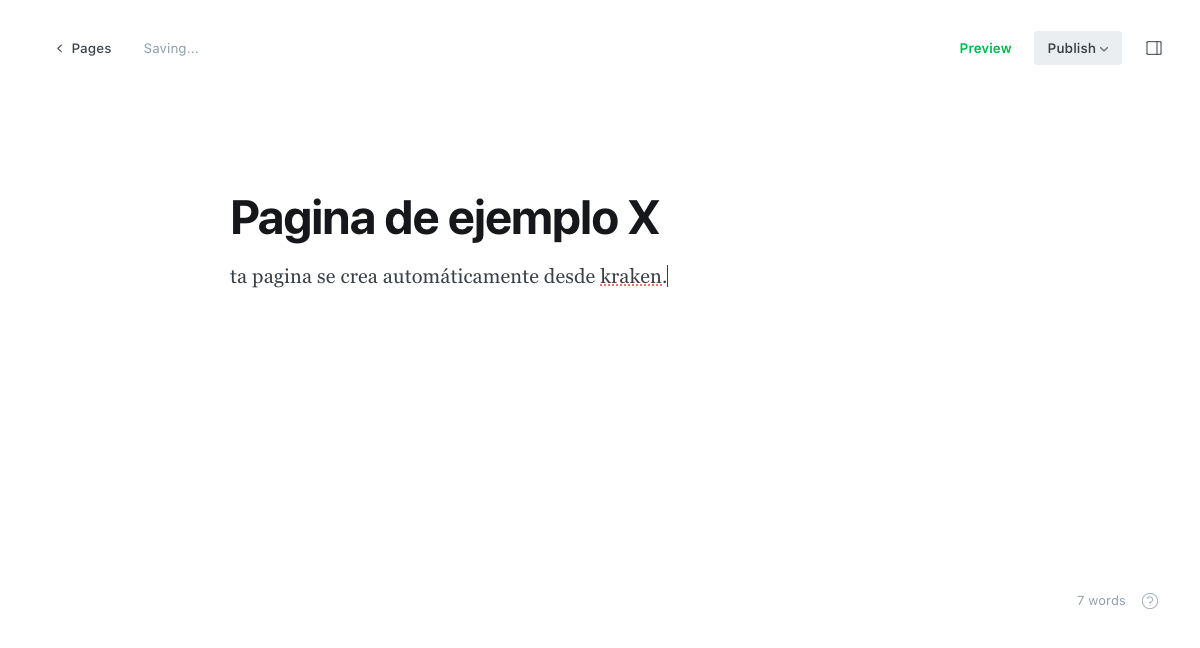 Pages
Saving...
Preview
Publish
Pagina de ejemplo X
ta pagina se crea automáticamente desde kraken.
7 words
?